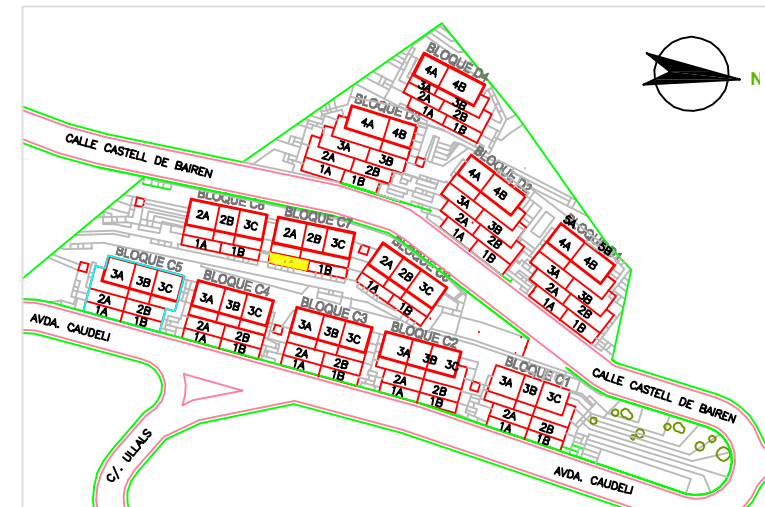 BLOQUE D4
4A 4B
3A 3B
2A 2B
1A 1B
N
BLOQUE D3
4A 4B
3A 3B
2A 2B
1A 1B
CALLE CASTELL DE BAIREN
BLOQUE D2
4A 4B
3A 3B
2A 2B
1A 1B
5A 5B
4A 4B
3A 3B
2A 2B
1A 1B
BLOQUE C6
2A 2B 3C
1A 1B
BLOQUE C7
2A 2B 3C
1B
2A 2B 3C
1A 1B
BLOQUE C5
3A 3B 3C
2A 2B
1A 1B
BLOQUE C4
3A 3B 3C
2A 2B
1A 1B
BLOQUE C3
3A 3B 3C
2A 2B
1A 1B
BLOQUE C2
3A 3B 3C
2A 2B
1A 1B
BLOQUE C1
3A 3B 3C
2A 2B
1A 1B
CALLE CASTELL DE BAIREN
AVDA. CAUDELI
C/. ULLALS
AVDA. CAUDELI